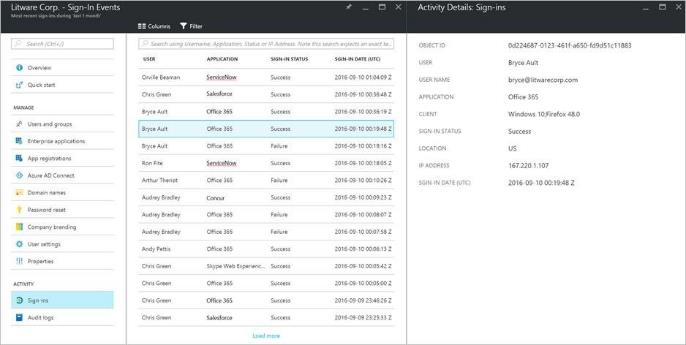 Litware Corp. - Sign-In Events
Most recent sign-ins during 'last 1 month'
Search (Ctrl+/)
Overview
Quick start
MANAGE
Users and groups
Enterprise applications
App registrations
Azure AD Connect
Domain names
Password reset
Company branding
User settings
Properties
ACTIVITY
Sign-ins
Audit logs
Columns Filter
Search using Username, Application, Status or IP Address. Note this search expects an exact te...
USER APPLICATION SIGN-IN STATUS SIGN-IN DATE (UTC)
Orville Beaman ServiceNow Success 2016-09-10 01:04:09 Z
Chris Green Salesforce Success 2016-09-10 00:36:48 Z
Bryce Ault Office 365 Success 2016-09-10 00:36:19 Z
Bryce Ault Office 365 Success 2016-09-10 00:19:48 Z
Bryce Ault Office 365 Failure 2016-09-10 00:19:16 Z
Ron Fite ServiceNow Success 2016-09-10 00:18:05 Z
Arthur Theriot Office 365 Failure 2016-09-10 00:10:26 Z
Audrey Bradley Concur Success 2016-09-10 00:09:23 Z
Audrey Bradley Office 365 Failure 2016-09-10 00:08:07 Z
Audrey Bradley Office 365 Failure 2016-09-10 00:07:58 Z
Andy Pettis Office 365 Success 2016-09-10 00:06:13 Z
Chris Green Skype Web Experienc... Success 2016-09-10 00:05:42 Z
Chris Green Office 365 Success 2016-09-10 00:05:00 Z
Chris Green Office 365 Success 2016-09-09 23:46:26 Z
Chris Green Salesforce Success 2016-09-09 23:29:33 Z
Load more
Activity Details: Sign-ins
OBJECT ID 0d224687-0123-461f-a650-fd9d51c11883
USER Bryce Ault
USER NAME bryce@litwarecorp.com
APPLICATION Office 365
CLIENT Windows 10;Firefox 48.0
SIGN-IN STATUS Success
LOCATION US
IP ADDRESS 167.220.1.107
SIGN-IN DATE (UTC) 2016-09-10 00:19:48 Z